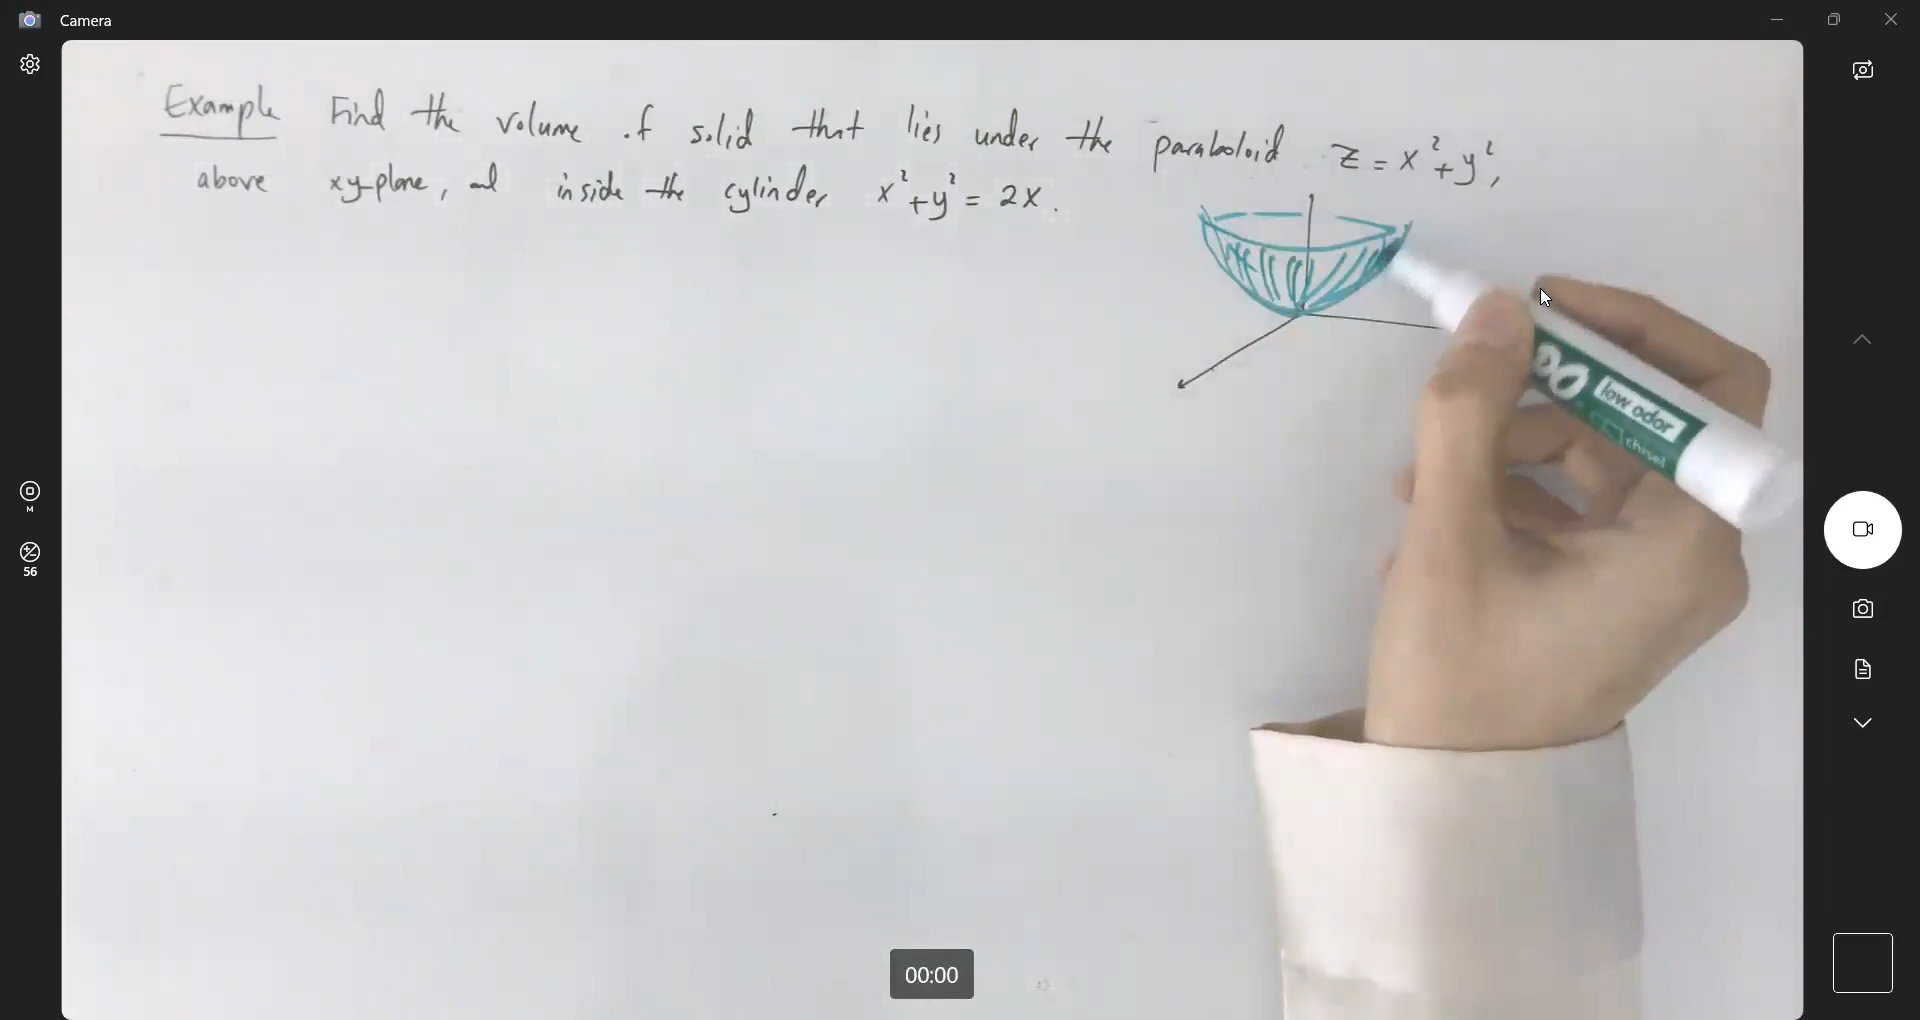 Camera
Example Find the volume of solid that lies under the paraboloid z = x² + y²,
above xy-plane, and inside the cylinder x² + y² = 2x.
low odor
chisel
M
56
00:00